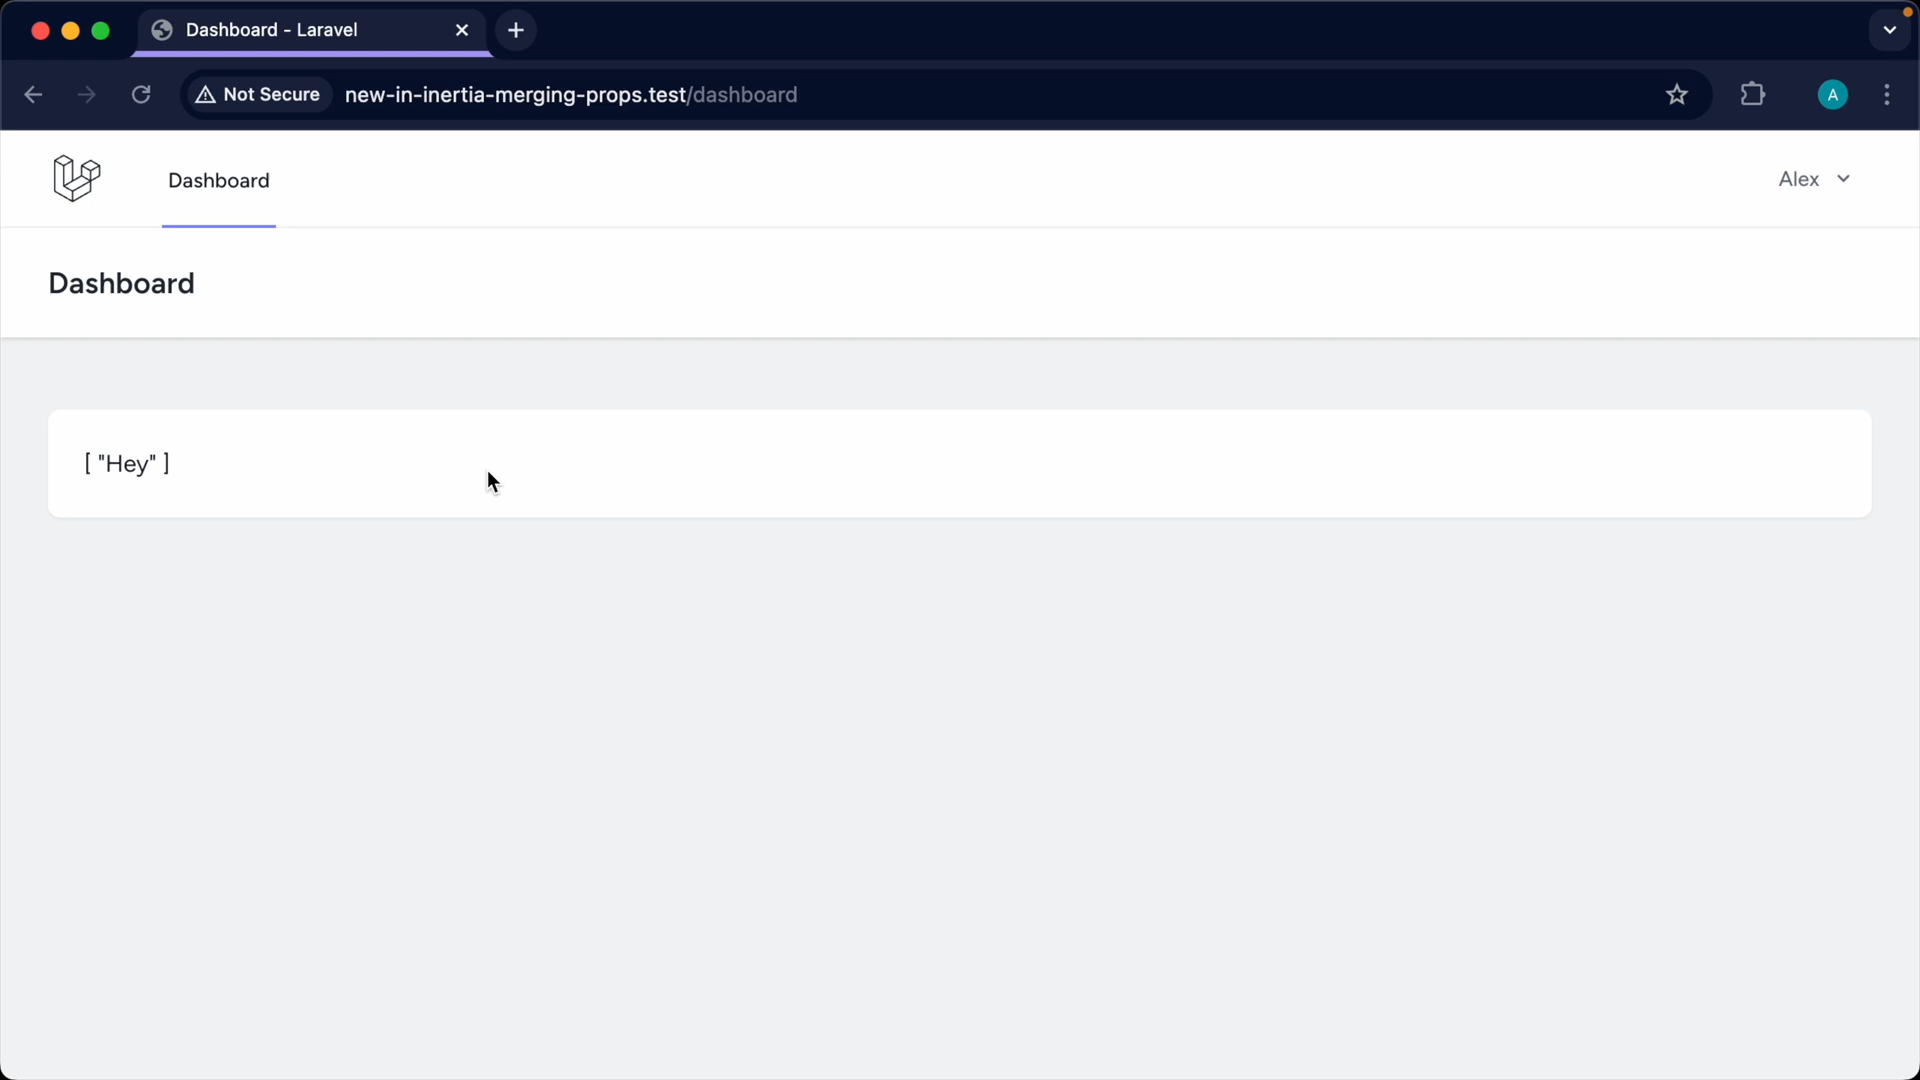 Dashboard - Laravel
Not Secure new-in-inertia-merging-props.test/dashboard
A
Dashboard
Alex
Dashboard
[ "Hey" ]